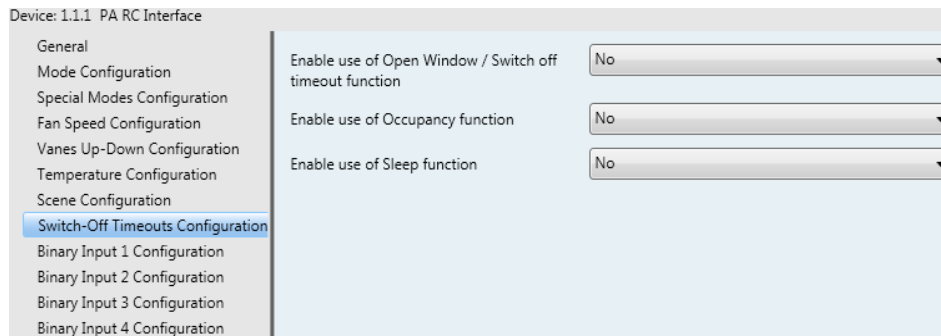 Device: 1.1.1 PA RC Interface
General
Mode Configuration
Special Modes Configuration
Fan Speed Configuration
Vanes Up-Down Configuration
Temperature Configuration
Scene Configuration
Switch-Off Timeouts Configuration
Binary Input 1 Configuration
Binary Input 2 Configuration
Binary Input 3 Configuration
Binary Input 4 Configuration
Enable use of Open Window / Switch off
timeout function
No
Enable use of Occupancy function
No
Enable use of Sleep function
No